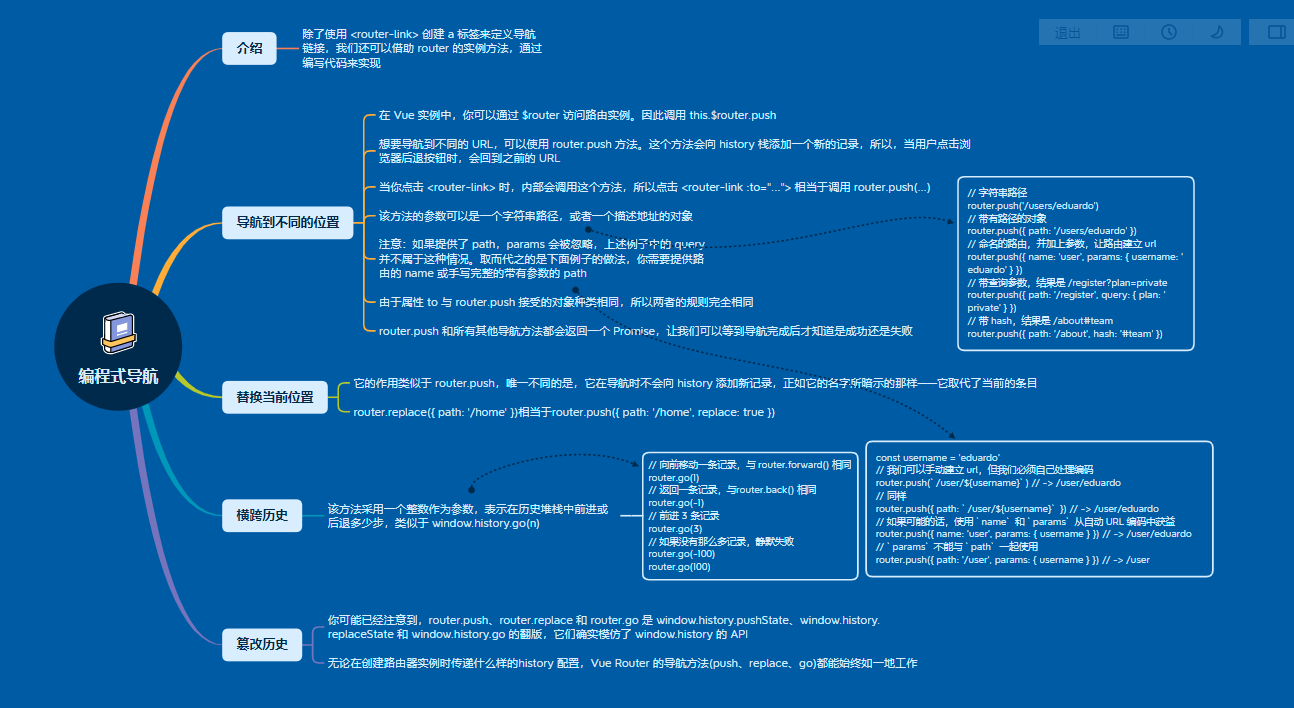 退出
编程式导航
介绍
除了使用 <router-link> 创建 a 标签来定义导航
链接，我们还可以借助 router 的实例方法，通过
编写代码来实现
导航到不同的位置
在 Vue 实例中，你可以通过 $router 访问路由实例。因此调用 this.$router.push
想要导航到不同的 URL，可以使用 router.push 方法。这个方法会向 history 栈添加一个新的记录，所以，当用户点击浏
览器后退按钮时，会回到之前的 URL
当你点击 <router-link> 时，内部会调用这个方法，所以点击 <router-link :to="..."> 相当于调用 router.push(...)
该方法的参数可以是一个字符串路径，或者一个描述地址的对象
注意：如果提供了 path，params 会被忽略，上述例子中的 query
并不属于这种情况。取而代之的是下面例子的做法，你需要提供路
由的 name 或手写完整的带有参数的 path
由于属性 to 与 router.push 接受的对象种类相同，所以两者的规则完全相同
router.push 和所有其他导航方法都会返回一个 Promise，让我们可以等到导航完成后才知道是成功还是失败
// 字符串路径
router.push('/users/eduardo')
// 带有路径的对象
router.push({ path: '/users/eduardo' })
// 命名的路由，并加上参数，让路由建立 url
router.push({ name: 'user', params: { username: '
eduardo' } })
// 带查询参数，结果是 /register?plan=private
router.push({ path: '/register', query: { plan: '
private' } })
// 带 hash，结果是 /about#team
router.push({ path: '/about', hash: '#team' })
替换当前位置
它的作用类似于 router.push，唯一不同的是，它在导航时不会向 history 添加新记录，正如它的名字所暗示的那样——它取代了当前的条目
router.replace({ path: '/home' })相当于router.push({ path: '/home', replace: true })
横跨历史
该方法采用一个整数作为参数，表示在历史堆栈中前进或
后退多少步，类似于 window.history.go(n)
// 向前移动一条记录，与 router.forward() 相同
router.go(1)
// 返回一条记录，与router.back() 相同
router.go(-1)
// 前进 3 条记录
router.go(3)
// 如果没有那么多记录，静默失败
router.go(-100)
router.go(100)
const username = 'eduardo'
// 我们可以手动建立 url，但我们必须自己处理编码
router.push(`/user/${username}`) // -> /user/eduardo
// 同样
router.push({ path: `/user/${username}` }) // -> /user/eduardo
// 如果可能的话，使用 `name` 和 `params` 从自动 URL 编码中获益
router.push({ name: 'user', params: { username } }) // -> /user/eduardo
// `params` 不能与 `path` 一起使用
router.push({ path: '/user', params: { username } }) // -> /user
篡改历史
你可能已经注意到，router.push、router.replace 和 router.go 是 window.history.pushState、window.history.
replaceState 和 window.history.go 的翻版，它们确实模仿了 window.history 的 API
无论在创建路由器实例时传递什么样的history 配置，Vue Router 的导航方法(push、replace、go)都能始终如一地工作